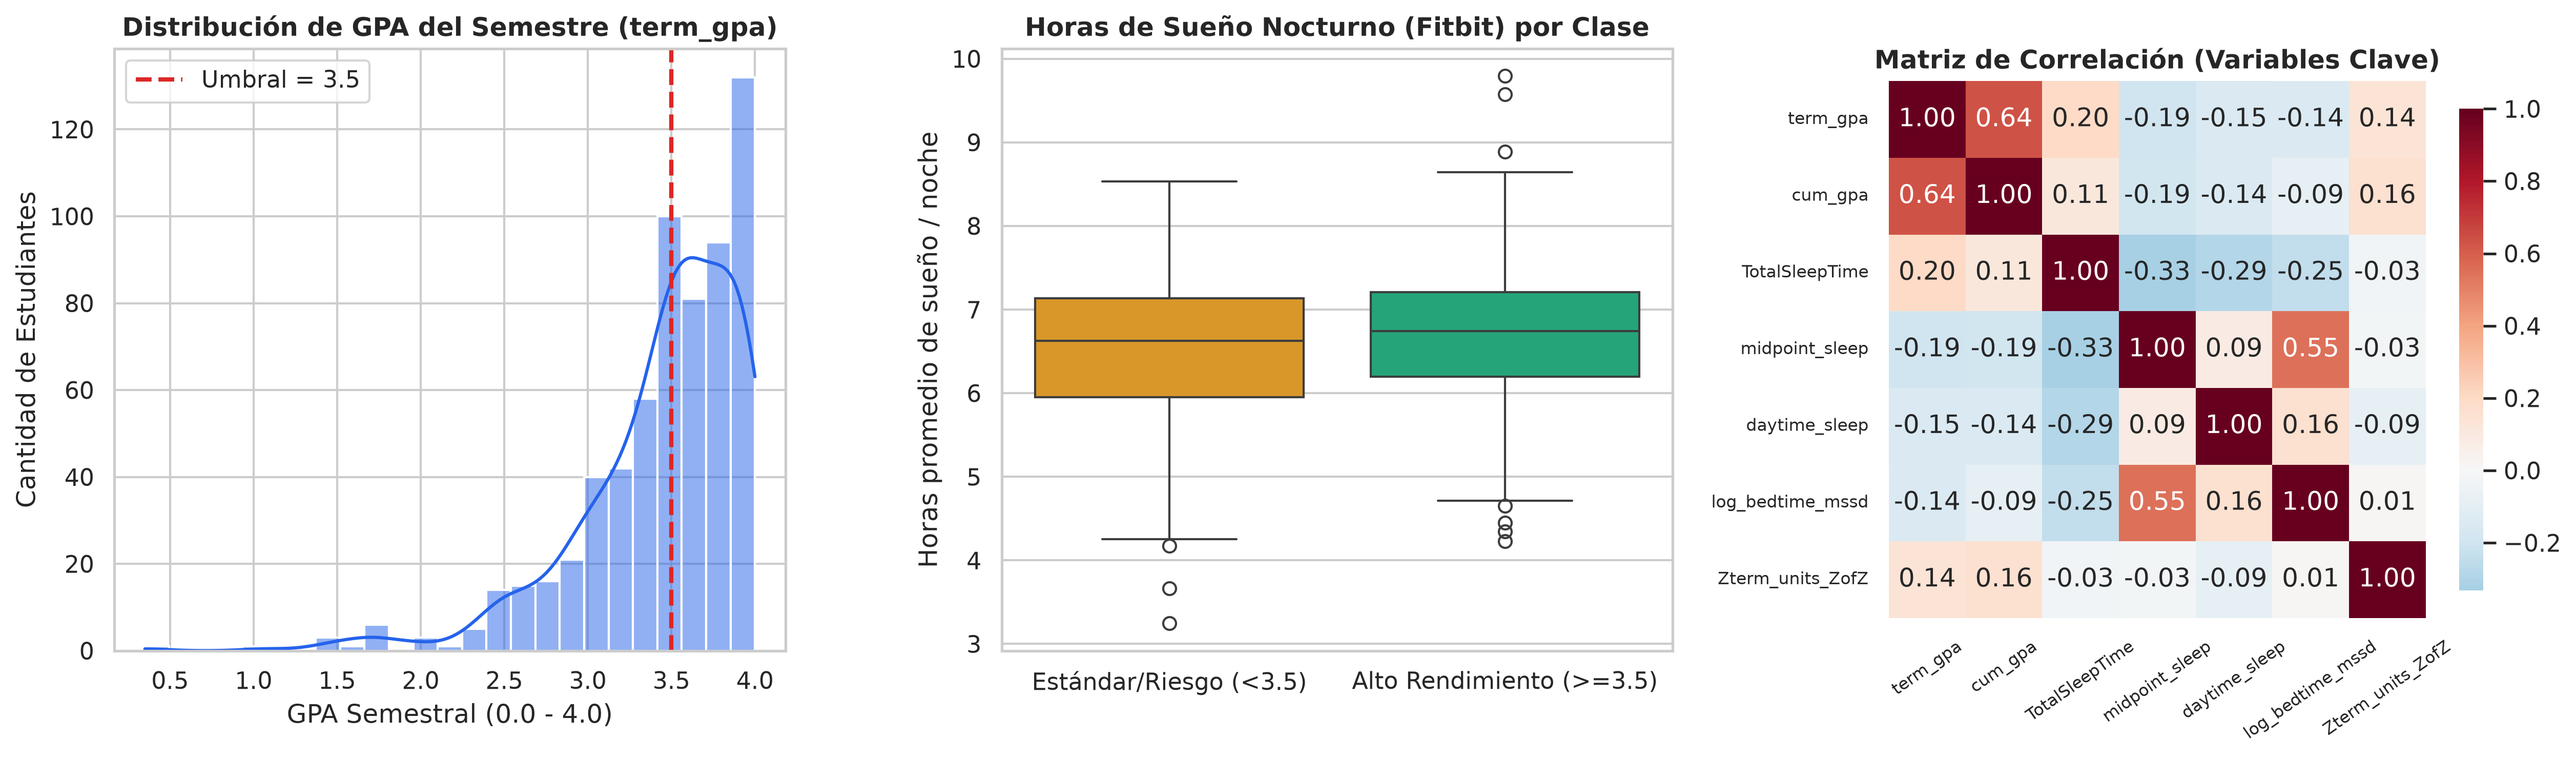 Distribución de GPA del Semestre (term_gpa)
Umbral = 3.5
Cantidad de Estudiantes
120
100
80
60
40
20
0
0.5 1.0 1.5 2.0 2.5 3.0 3.5 4.0
GPA Semestral (0.0 - 4.0)
Horas de Sueño Nocturno (Fitbit) por Clase
Horas promedio de sueño / noche
10
9
8
7
6
5
4
3
Estándar/Riesgo (<3.5) Alto Rendimiento (>=3.5)
Matriz de Correlación (Variables Clave)
term_gpa 1.00 0.64 0.20 -0.19 -0.15 -0.14 0.14
cum_gpa 0.64 1.00 0.11 -0.19 -0.14 -0.09 0.16
TotalSleepTime 0.20 0.11 1.00 -0.33 -0.29 -0.25 -0.03
midpoint_sleep -0.19 -0.19 -0.33 1.00 0.09 0.55 -0.03
daytime_sleep -0.15 -0.14 -0.29 0.09 1.00 0.16 -0.09
log_bedtime_mssd -0.14 -0.09 -0.25 0.55 0.16 1.00 0.01
Zterm_units_ZofZ 0.14 0.16 -0.03 -0.03 -0.09 0.01 1.00
term_gpa cum_gpa TotalSleepTime midpoint_sleep daytime_sleep log_bedtime_mssd Zterm_units_ZofZ
1.0
0.8
0.6
0.4
0.2
0.0
−0.2